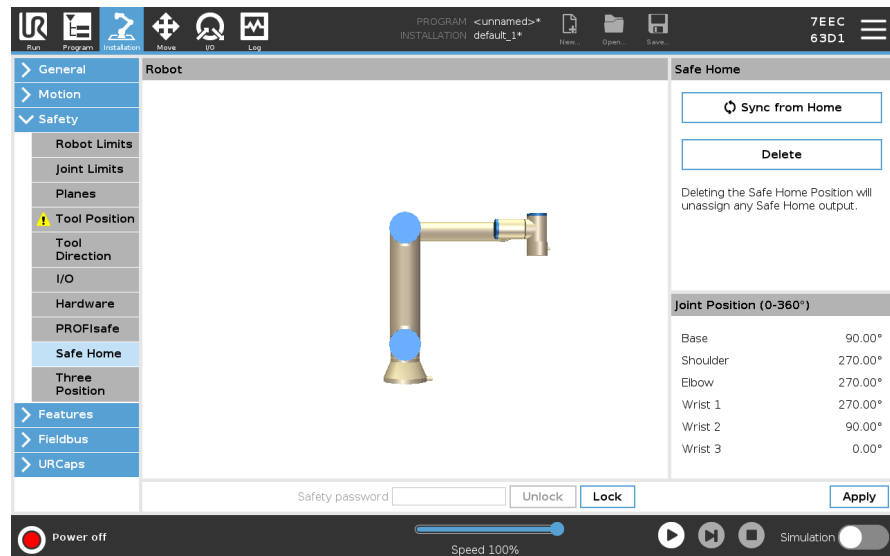 PROGRAM <unnamed>*
INSTALLATION default_1*
7EEC
63D1
Run
Program
Installation
Move
I/O
Log
New...
Open...
Save...
General
Motion
Safety
Robot Limits
Joint Limits
Planes
Tool Position
Tool
Direction
I/O
Hardware
PROFIsafe
Safe Home
Three
Position
Features
Fieldbus
URCaps
Robot
Safe Home
Sync from Home
Delete
Deleting the Safe Home Position will
unassign any Safe Home output.
Joint Position (0-360°)
Base 90.00°
Shoulder 270.00°
Elbow 270.00°
Wrist 1 270.00°
Wrist 2 90.00°
Wrist 3 0.00°
Safety password
Unlock
Lock
Apply
Power off
Speed 100%
Simulation